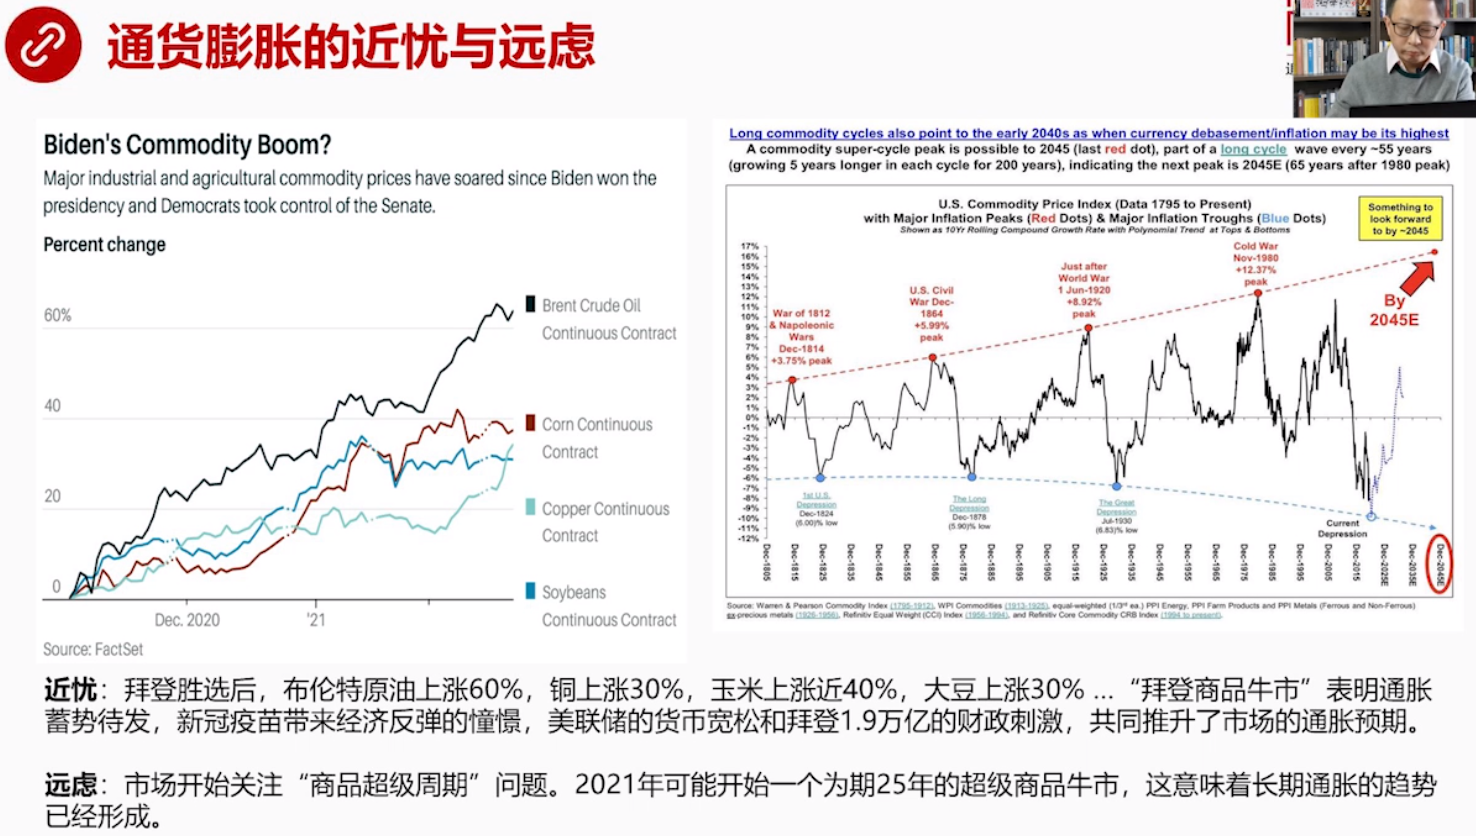 通货膨胀的近忧与远虑
Biden's Commodity Boom?
Major industrial and agricultural commodity prices have soared since Biden won the
presidency and Democrats took control of the Senate.
Percent change
60%
40
20
0
Dec. 2020
'21
Brent Crude Oil
Continuous Contract
Corn Continuous
Contract
Copper Continuous
Contract
Soybeans
Continuous Contract
Source: FactSet
Long commodity cycles also point to the early 2040s as when currency debasement/inflation may be its highest
A commodity super-cycle peak is possible to 2045 (last red dot), part of a long cycle wave every ~55 years
(growing 5 years longer in each cycle for 200 years), indicating the next peak is 2045E (65 years after 1980 peak)
U.S. Commodity Price Index (Data 1795 to Present)
with Major Inflation Peaks (Red Dots) & Major Inflation Troughs (Blue Dots)
Shown as 10Yr Rolling Compound Growth Rate with Polynomial Trend at Tops & Bottoms
Something to
look forward
to by ~2045
17%
16%
15%
14%
13%
12%
11%
10%
9%
8%
7%
6%
5%
4%
3%
2%
1%
0%
-1%
-2%
-3%
-4%
-5%
-6%
-7%
-8%
-9%
-10%
-11%
-12%
War of 1812
& Napoleonic
Wars
Dec-1814
+3.75% peak
U.S. Civil
War Dec-
1864
+5.99%
peak
Just after
World War
1 Jun-1920
+8.92%
peak
Cold War
Nov-1980
+12.37%
peak
By
2045E
1st U.S.
Depression
Dec-1824
(6.00)% low
The Long
Depression
Dec-1878
(5.90)% low
The Great
Depression
Jul-1930
(6.83)% low
Current
Depression
Dec-1805
Dec-1815
Dec-1825
Dec-1835
Dec-1845
Dec-1855
Dec-1865
Dec-1875
Dec-1885
Dec-1895
Dec-1905
Dec-1915
Dec-1925
Dec-1935
Dec-1945
Dec-1955
Dec-1965
Dec-1975
Dec-1985
Dec-1995
Dec-2005
Dec-2015
Dec-2025E
Dec-2035E
Dec-2045E
Source: Warren & Pearson Commodity Index (1795-1912), WPI Commodities (1913-1925), equal-weighted (1/3rd ea.) PPI Energy, PPI Farm Products and PPI Metals (Ferrous and Non-Ferrous)
ex-precious metals (1926-1956), Refinitiv Equal Weight (CCI) Index (1956-1994), and Refinitiv Core Commodity CRB Index (1994 to present).
近忧：拜登胜选后，布伦特原油上涨60%，铜上涨30%，玉米上涨近40%，大豆上涨30% ...“拜登商品牛市”表明通胀
蓄势待发，新冠疫苗带来经济反弹的憧憬，美联储的货币宽松和拜登1.9万亿的财政刺激，共同推升了市场的通胀预期。
远虑：市场开始关注“商品超级周期”问题。2021年可能开始一个为期25年的超级商品牛市，这意味着长期通胀的趋势
已经形成。